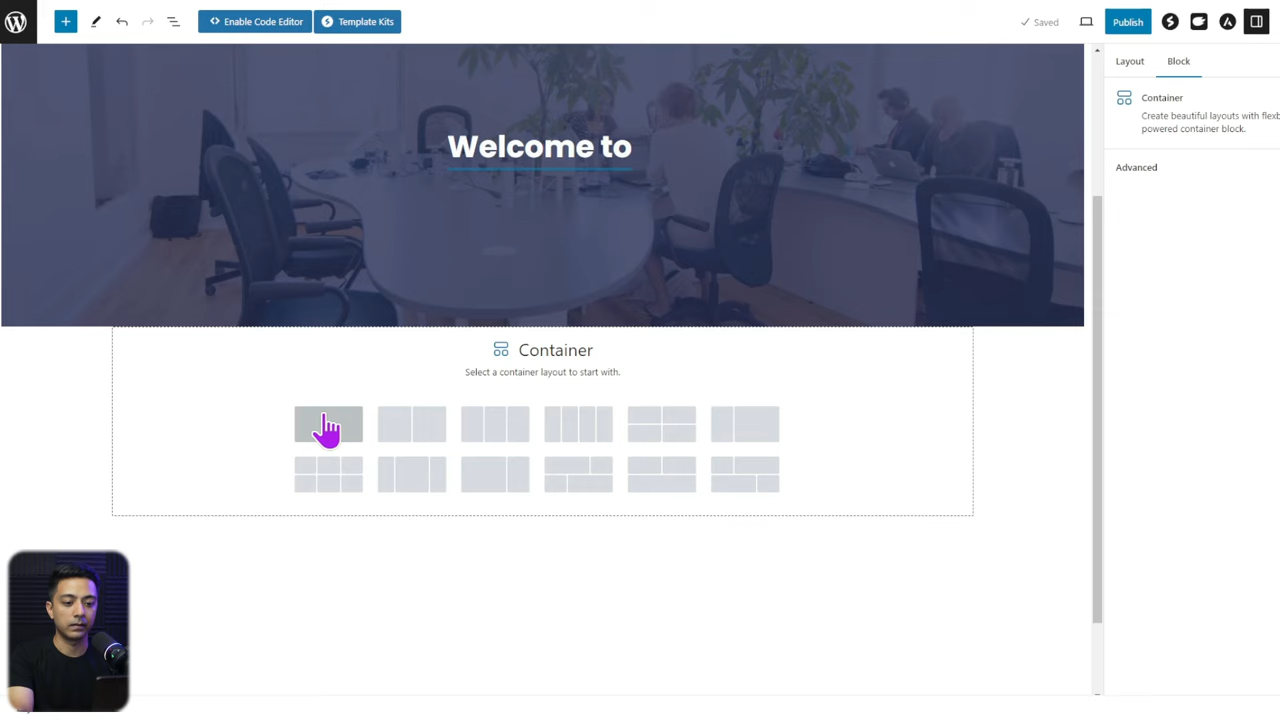 Enable Code Editor
Template Kits
Saved
Publish
Layout
Block
Container
Create beautiful layouts with flexb
powered container block.
Advanced
Welcome to
Container
Select a container layout to start with.